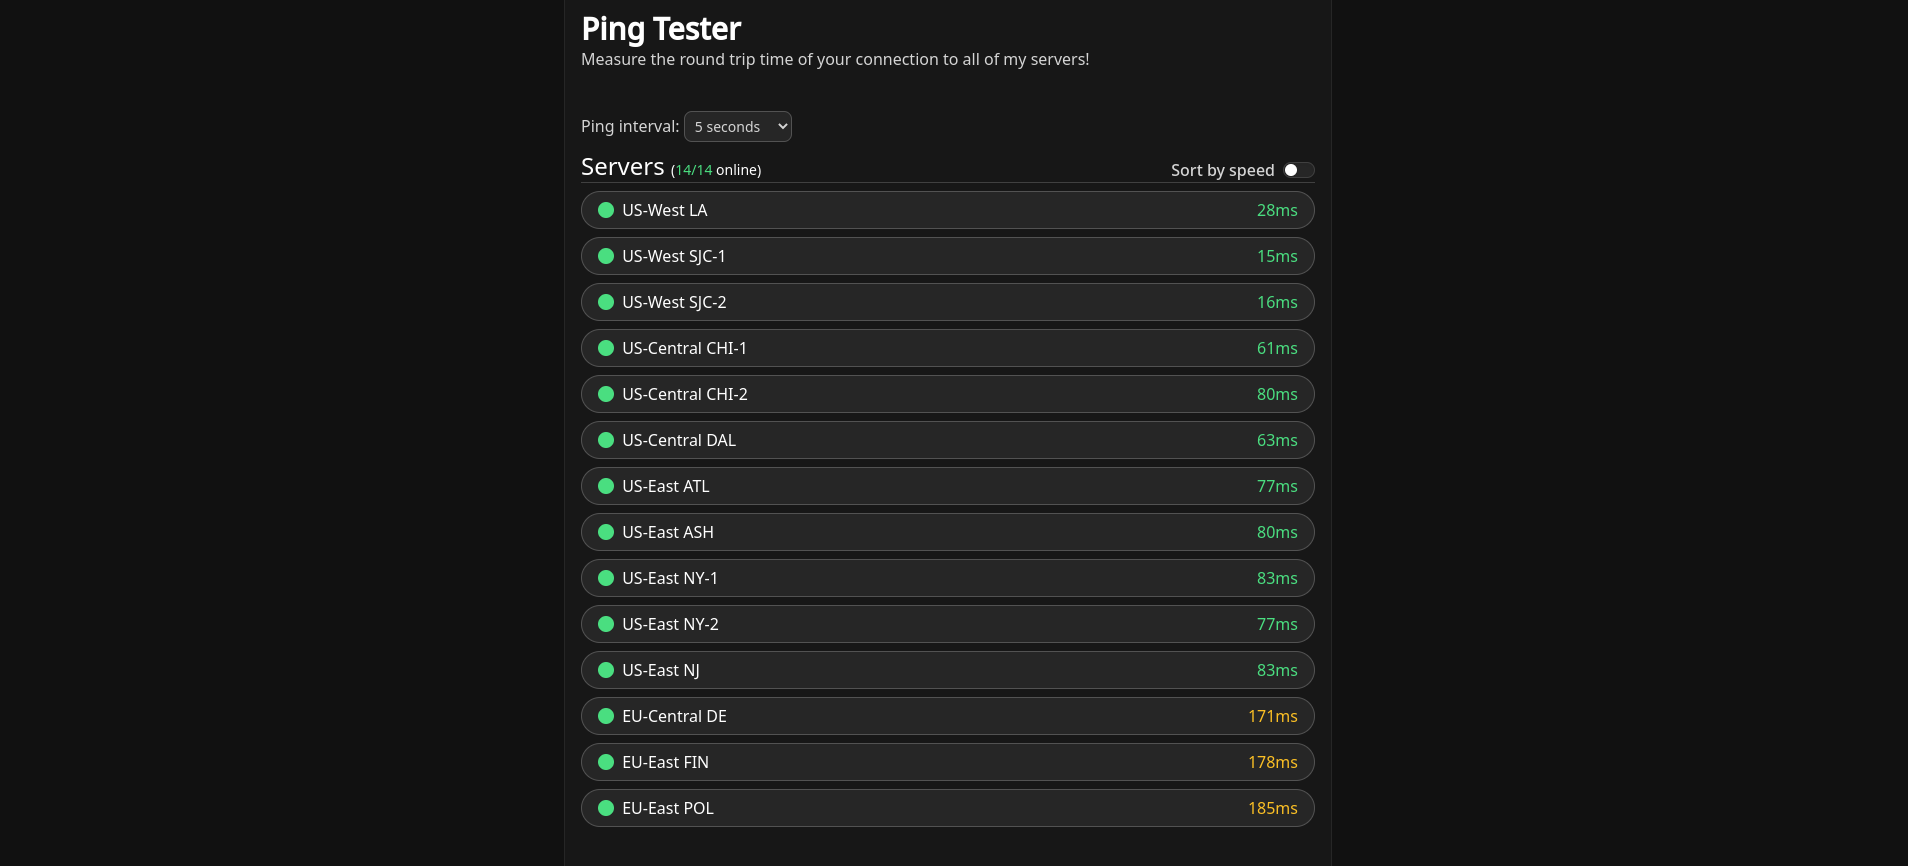 Ping Tester
Measure the round trip time of your connection to all of my servers!
Ping interval: 5 seconds
Servers (14/14 online) Sort by speed
US-West LA 28ms
US-West SJC-1 15ms
US-West SJC-2 16ms
US-Central CHI-1 61ms
US-Central CHI-2 80ms
US-Central DAL 63ms
US-East ATL 77ms
US-East ASH 80ms
US-East NY-1 83ms
US-East NY-2 77ms
US-East NJ 83ms
EU-Central DE 171ms
EU-East FIN 178ms
EU-East POL 185ms